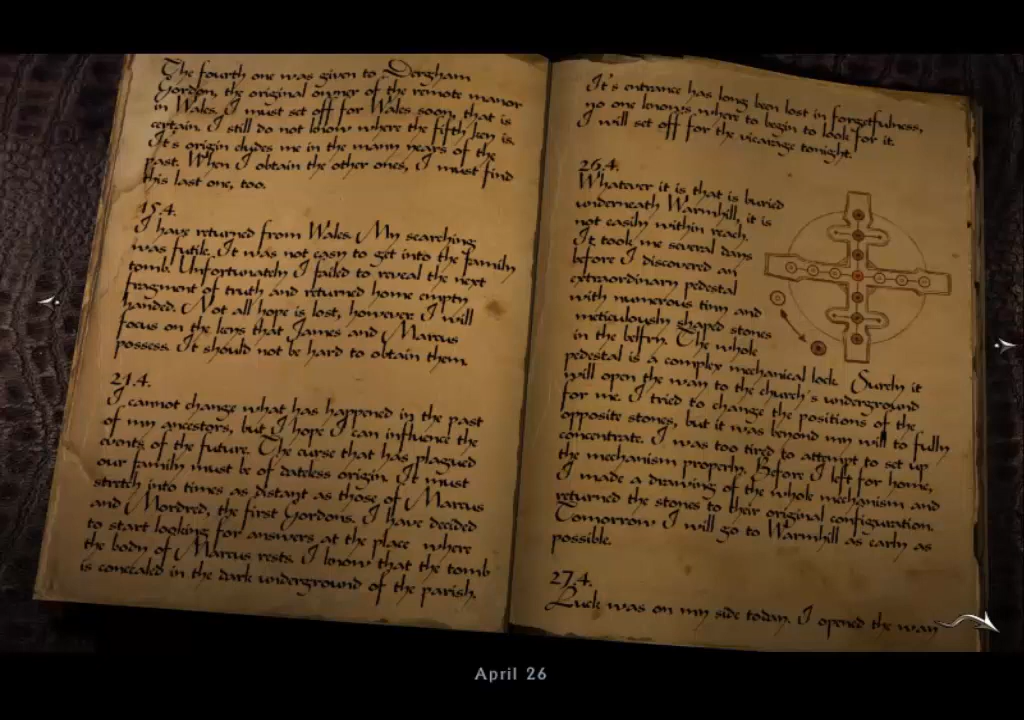 The fourth one was given to Dergham
Gordon, the original owner of the remote manor
in Wales. I must set off for Wales soon, that is
certain. I still do not know where the fifth key is.
It's origin eludes me in the many years of the
past. When I obtain the other ones, I must find
this last one, too.
15.4.
I have returned from Wales. My searching
was futile. It was not easy to get into the family
tomb. Unfortunately I failed to reveal the next
fragment of truth and returned home empty
handed. Not all hope is lost, however. I will
focus on the keys that James and Marcus
possess. It should not be hard to obtain them.
21.4.
I cannot change what has happened in the past
of my ancestors, but I hope I can influence the
events of the future. The curse that has plagued
our family must be of dateless origin. It must
stretch into times as distant as those of Marcus
and Mordred, the first Gordons. I have decided
to start looking for answers at the place where
the body of Marcus rests. I know that the tomb
is concealed in the dark underground of the parish.
It's entrance has long been lost in forgetfulness,
no one knows where to begin to look for it.
I will set off for the vicarage tonight.
26.4.
Whatever it is that is buried
underneath Warmhill, it is
not easily within reach.
It took me several days
before I discovered an
extraordinary pedestal
with numerous tiny and
meticulously shaped stones
in the belfry. The whole
pedestal is a complex mechanical lock. Surely it
will open the way to the church's underground
for me. I tried to change the positions of the
opposite stones, but it was beyond my will to fully
concentrate. I was too tired to attempt to set up
the mechanism properly. Before I left for home,
I made a drawing of the whole mechanism and
returned the stones to their original configuration.
Tomorrow I will go to Warmhill as early as
possible.
27.4.
Luck was on my side today. I opened the way
April 26